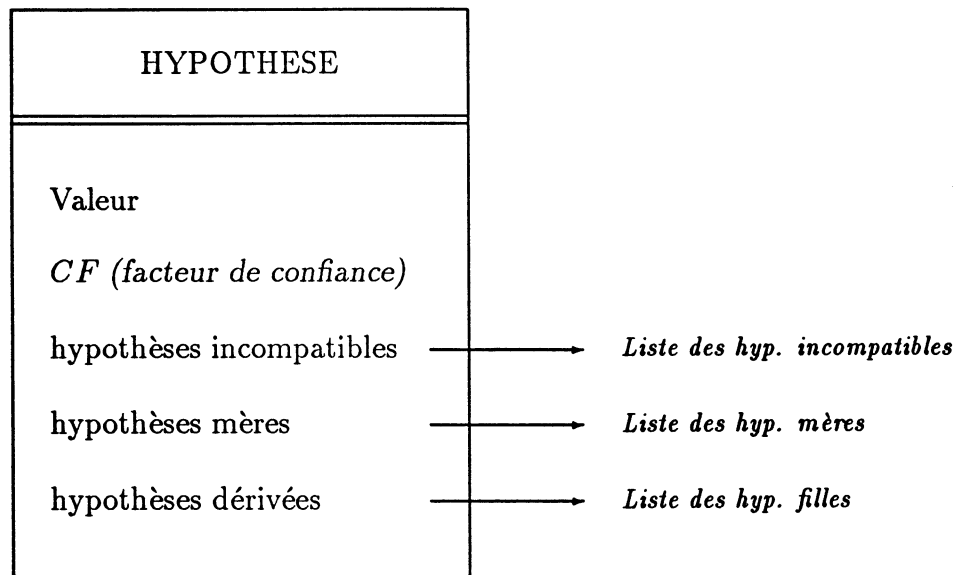 HYPOTHESE
Valeur
CF (facteur de confiance)
hypothèses incompatibles Liste des hyp. incompatibles
hypothèses mères Liste des hyp. mères
hypothèses dérivées Liste des hyp. filles